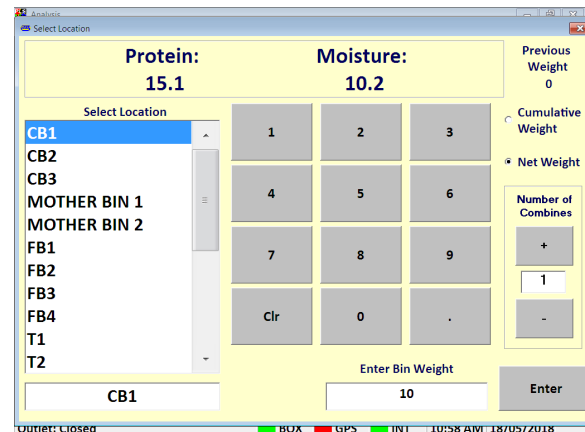 Analysis
Select Location
Protein:
15.1
Moisture:
10.2
Previous
Weight
0
Select Location
CB1
CB2
CB3
MOTHER BIN 1
MOTHER BIN 2
FB1
FB2
FB3
FB4
T1
T2
CB1
1 2 3
4 5 6
7 8 9
Clr 0 .
Enter Bin Weight
10
Cumulative
Weight
Net Weight
Number of
Combines
+
1
-
Enter
Outlet: Closed BOX GPS INT 10:58 AM 18/05/2018